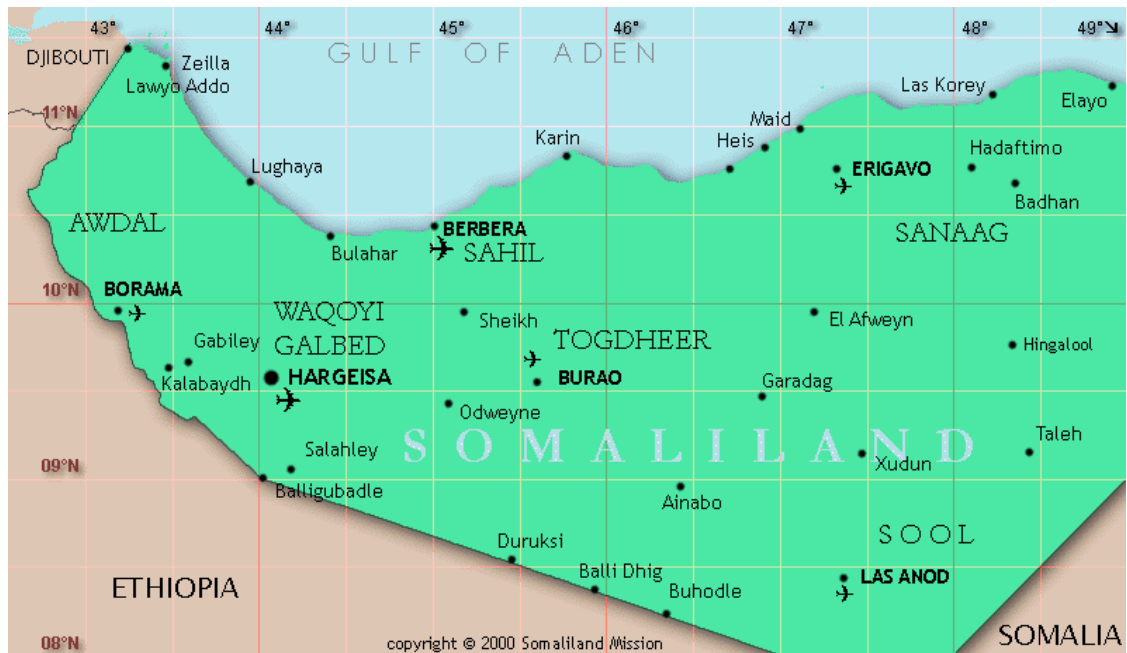 43°
44°
45°
46°
47°
48°
49°
GULF OF ADEN
DJIBOUTI
Zeilla
Lawyo Addo
Las Korey
Elayo
11°N
Maid
Karin
Heis
Hadaftimo
Lughaya
ERIGAVO
Badhan
AWDAL
BERBERA
SANAAG
Bulahar
SAHIL
10°N
BORAMA
WAQOYI
GALBED
Sheikh
El Afweyn
TOGDHEER
Gabiley
Hingalool
Kalabaydh
HARGEISA
BURAO
Garadag
Odweyne
SOMALILAND
Taleh
Salahley
09°N
Xudun
Balligubadle
Ainabo
SOOL
Duruksi
Balli Dhig
LAS ANOD
ETHIOPIA
Buhodle
08°N
copyright © 2000 Somaliland Mission
SOMALIA